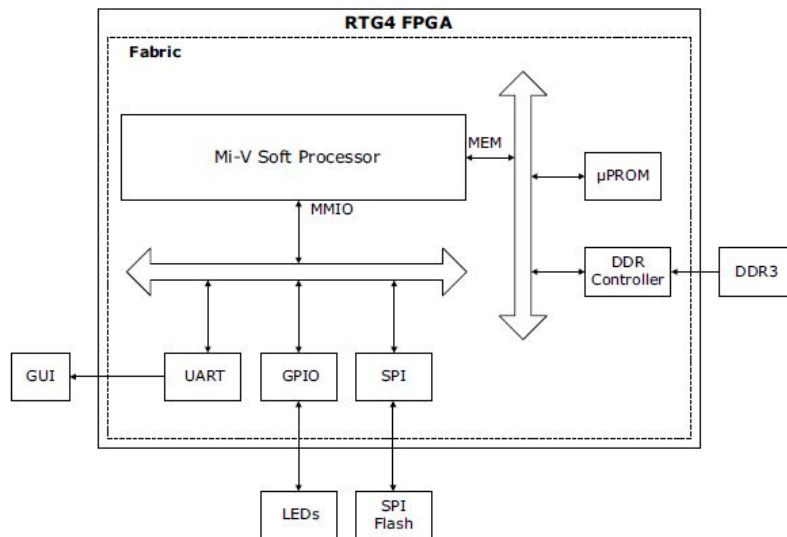 RTG4 FPGA
Fabric
Mi-V Soft Processor
MEM
µPROM
MMIO
DDR
Controller
DDR3
GUI
UART
GPIO
SPI
LEDs
SPI
Flash